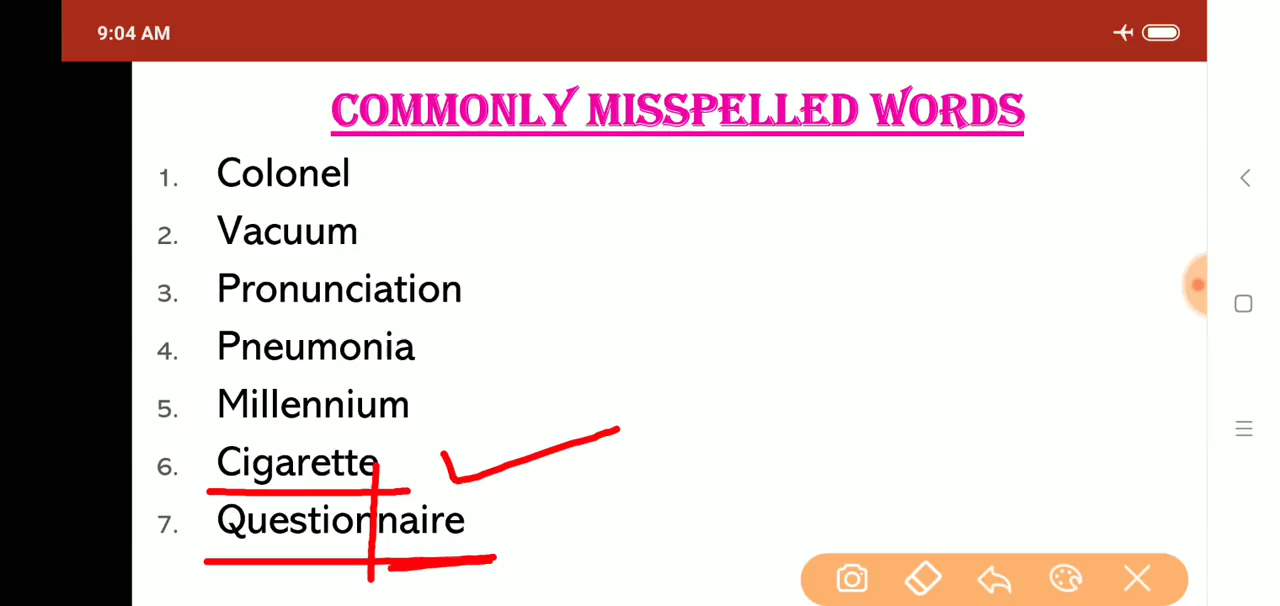 9:04 AM
COMMONLY MISSPELLED WORDS
1. Colonel
2. Vacuum
3. Pronunciation
4. Pneumonia
5. Millennium
6. Cigarette
7. Questionnaire